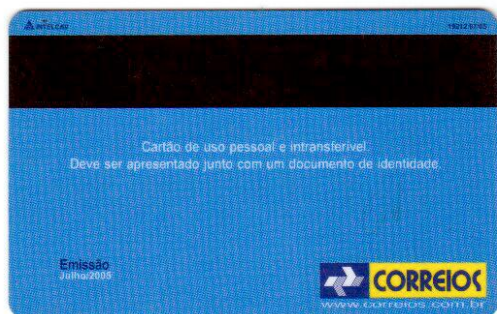 INTELCAV
Cartão de uso pessoal e intransferível.
Deve ser apresentado junto com um documento de identidade.
Emissão
Julho/2005
CORREIOS
www.correios.com.br